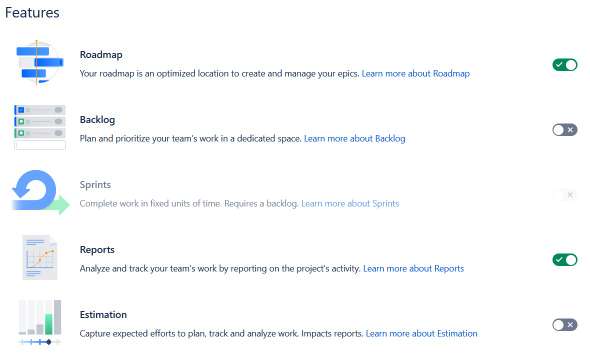 Features
Roadmap
Your roadmap is an optimized location to create and manage your epics. Learn more about Roadmap
Backlog
Plan and prioritize your team's work in a dedicated space. Learn more about Backlog
Sprints
Complete work in fixed units of time. Requires a backlog. Learn more about Sprints
Reports
Analyze and track your team's work by reporting on the project's activity. Learn more about Reports
Estimation
Capture expected efforts to plan, track and analyze work. Impacts reports. Learn more about Estimation